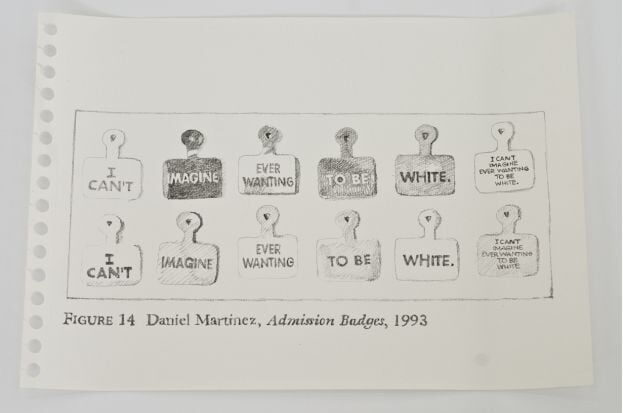 I CAN'T
IMAGINE
EVER WANTING
TO BE
WHITE.
I CAN'T
IMAGINE
EVER WANTING
TO BE
WHITE.
I
CAN'T
IMAGINE
EVER
WANTING
TO BE
WHITE.
I CAN'T
IMAGINE
EVER WANTING
TO BE
WHITE
FIGURE 14 Daniel Martinez, Admission Badges, 1993